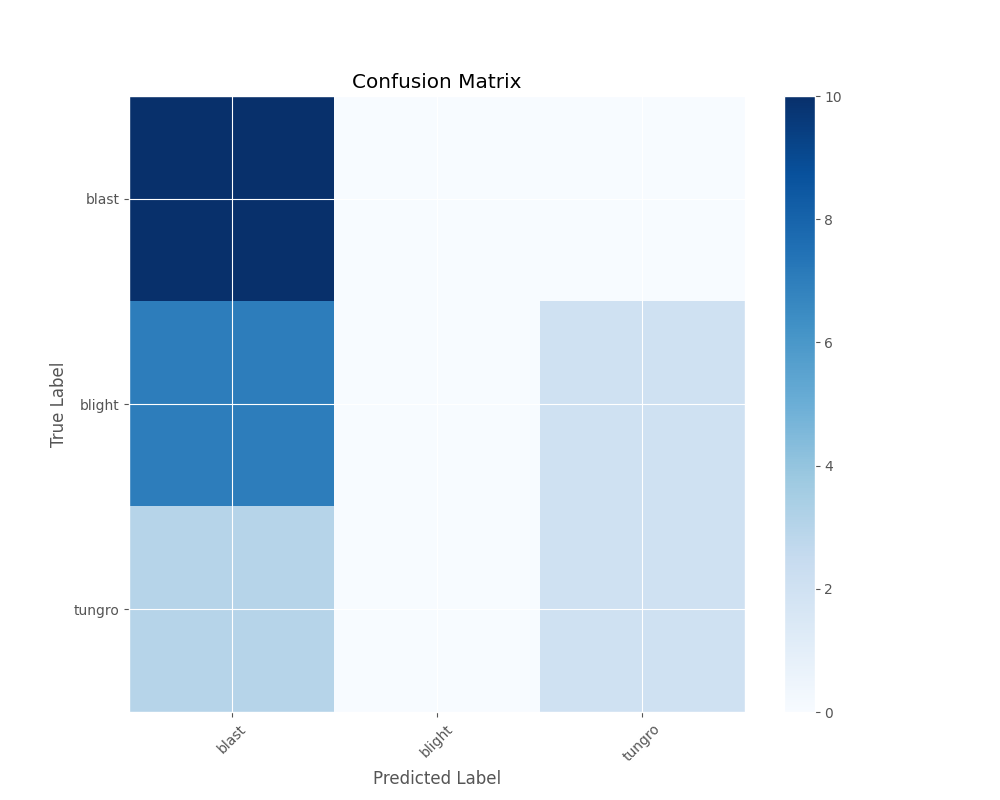 Confusion Matrix
True Label
blast
blight
tungro
blast
blight
tungro
Predicted Label
10
8
6
4
2
0